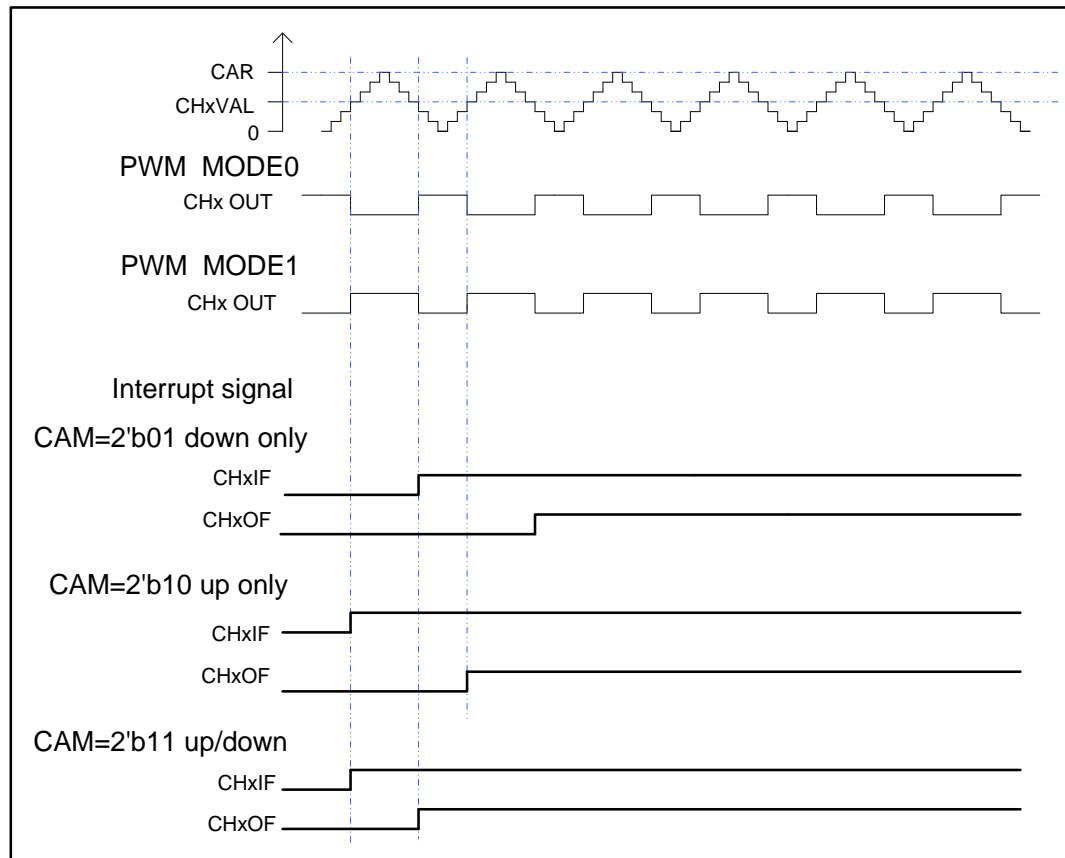 CAR
CHxVAL
0
PWM MODE0
CHx OUT
PWM MODE1
CHx OUT
Interrupt signal
CAM=2'b01 down only
CHxIF
CHxOF
CAM=2'b10 up only
CHxIF
CHxOF
CAM=2'b11 up/down
CHxIF
CHxOF